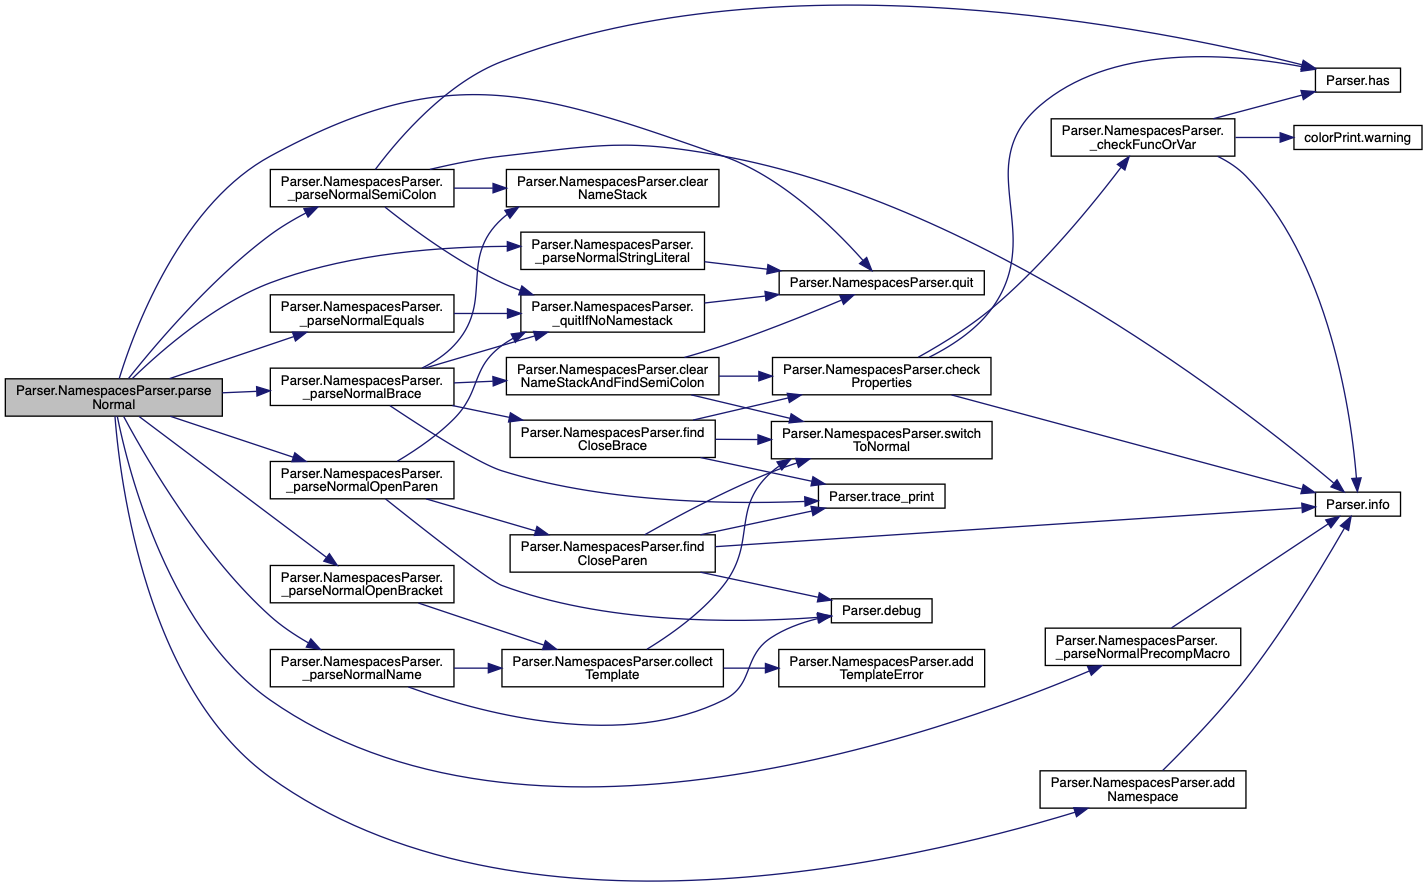 Parser.NamespacesParser.parse
Normal
Parser.NamespacesParser.
_parseNormalSemiColon
Parser.NamespacesParser.
_parseNormalEquals
Parser.NamespacesParser.
_parseNormalBrace
Parser.NamespacesParser.
_parseNormalOpenParen
Parser.NamespacesParser.
_parseNormalOpenBracket
Parser.NamespacesParser.
_parseNormalName
Parser.NamespacesParser.clear
NameStack
Parser.NamespacesParser.
_parseNormalStringLiteral
Parser.NamespacesParser.
_quitIfNoNamestack
Parser.NamespacesParser.clear
NameStackAndFindSemiColon
Parser.NamespacesParser.find
CloseBrace
Parser.NamespacesParser.find
CloseParen
Parser.NamespacesParser.collect
Template
Parser.NamespacesParser.quit
Parser.NamespacesParser.check
Properties
Parser.NamespacesParser.switch
ToNormal
Parser.trace_print
Parser.debug
Parser.NamespacesParser.add
TemplateError
Parser.NamespacesParser.
_checkFuncOrVar
Parser.NamespacesParser.
_parseNormalPrecompMacro
Parser.NamespacesParser.add
Namespace
Parser.has
colorPrint.warning
Parser.info